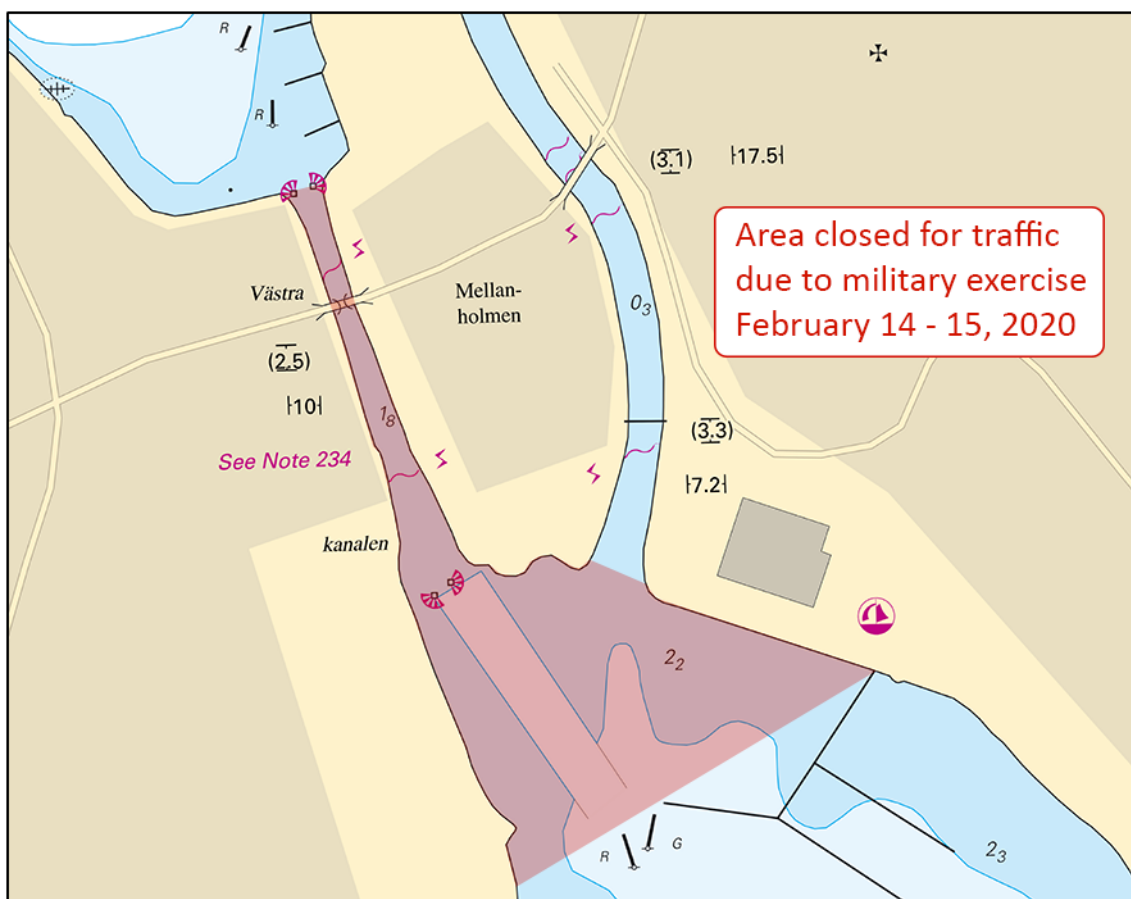 R
R
(3.1) 17.5
Area closed for traffic
due to military exercise
February 14 - 15, 2020
Västra
Mellan-
holmen
0₃
(2.5)
10
1₈
(3.3)
See Note 234
7.2
kanalen
2₂
R G
2₃